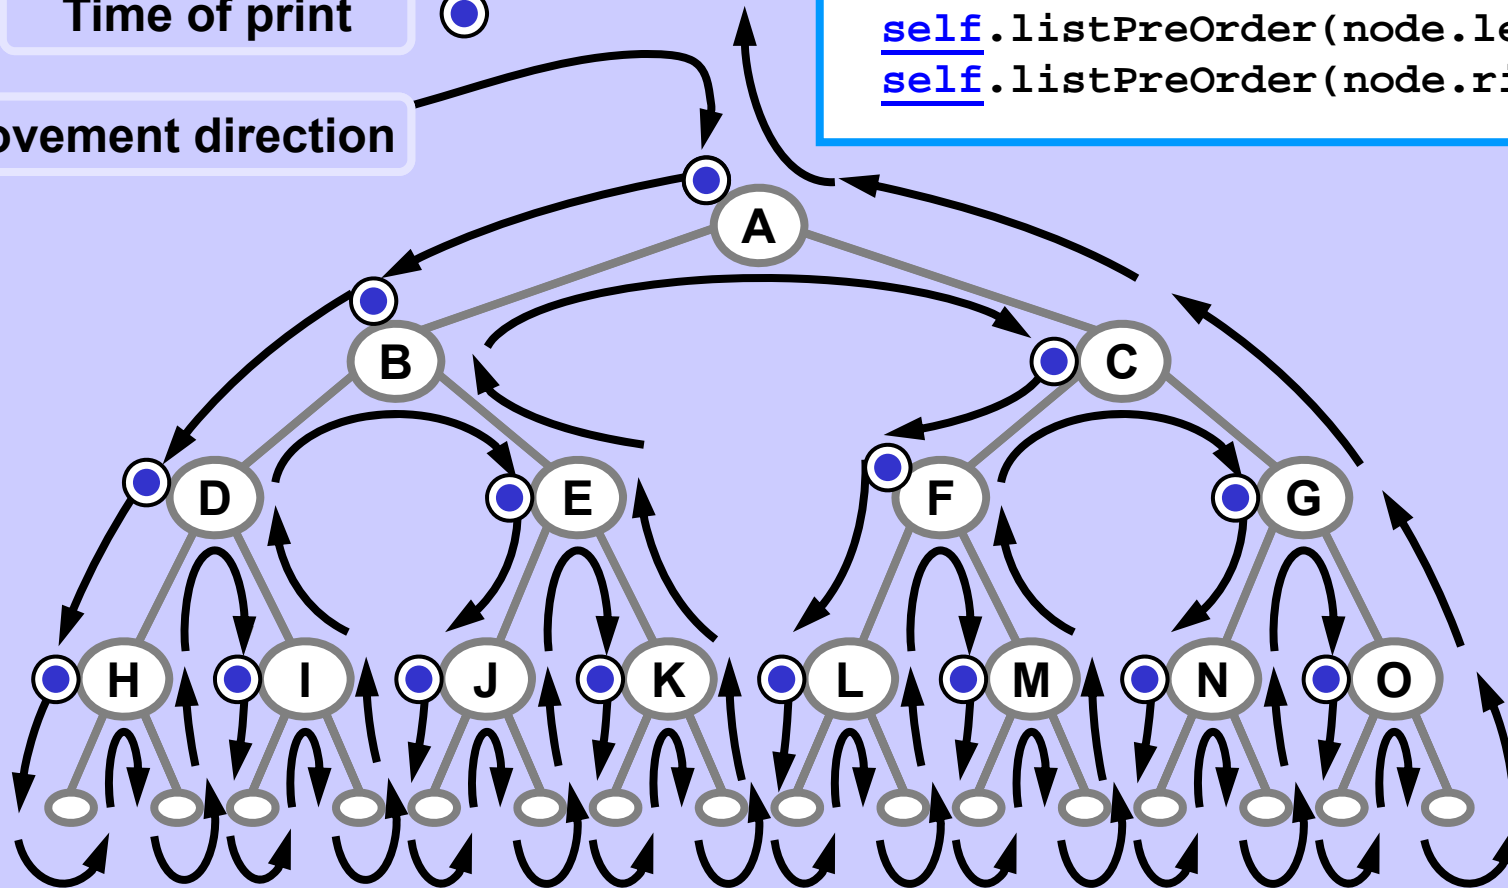 Time of print
self.listPreOrder(node.le
self.listPreOrder(node.ri
ovement direction
A
B
C
D
E
F
G
H
I
J
K
L
M
N
O